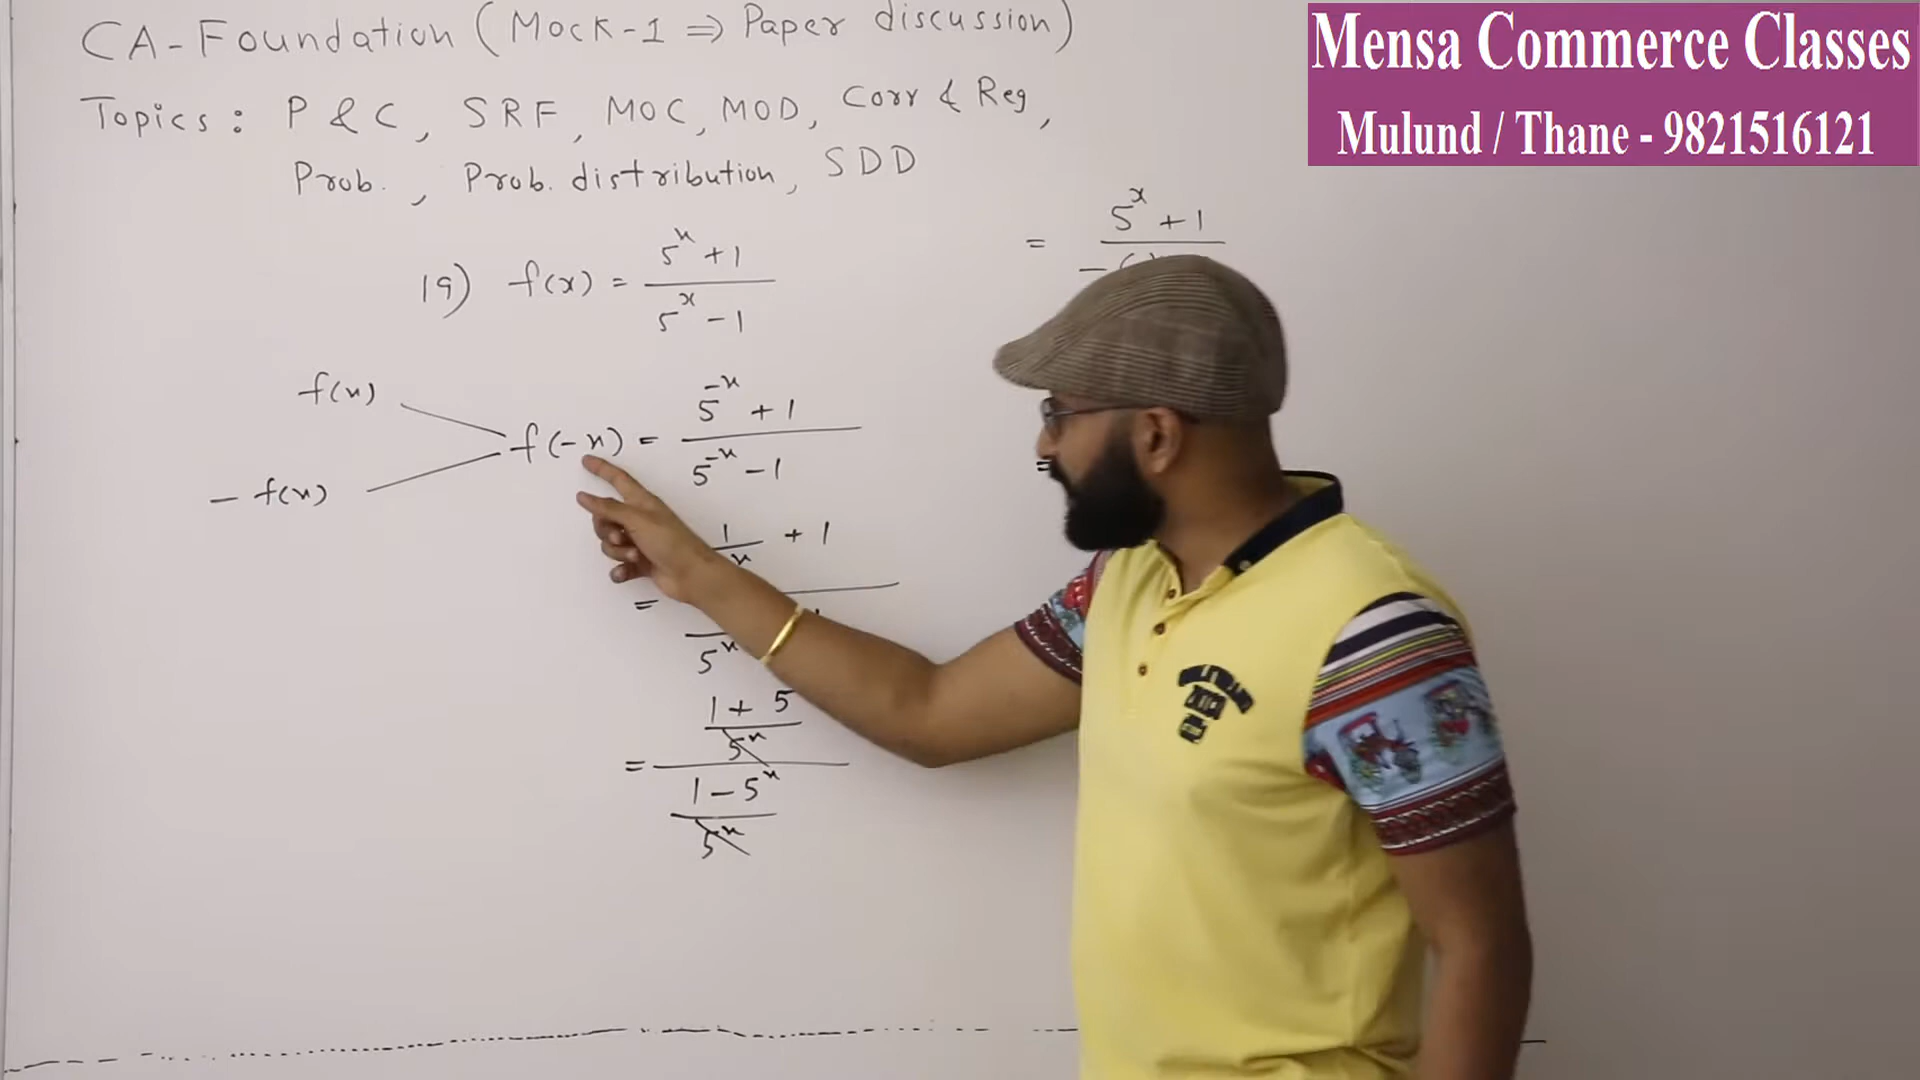 CA-Foundation (Mock-1 ⇒ Paper discussion)
Topics: P & C, SRF, MOC, MOD, Corr & Reg,
Prob., Prob. distribution, SDD
Mensa Commerce Classes
Mulund / Thane - 9821516121
19) f(x) = 5^x + 1
5^x - 1
f(x)
- f(x)
f(-x) = 5^-x + 1
5^-x - 1
1 + 1
x
=
5^x
1 + 5
5^x
=
1 - 5^x
5^x
= 5^x + 1
- (
=